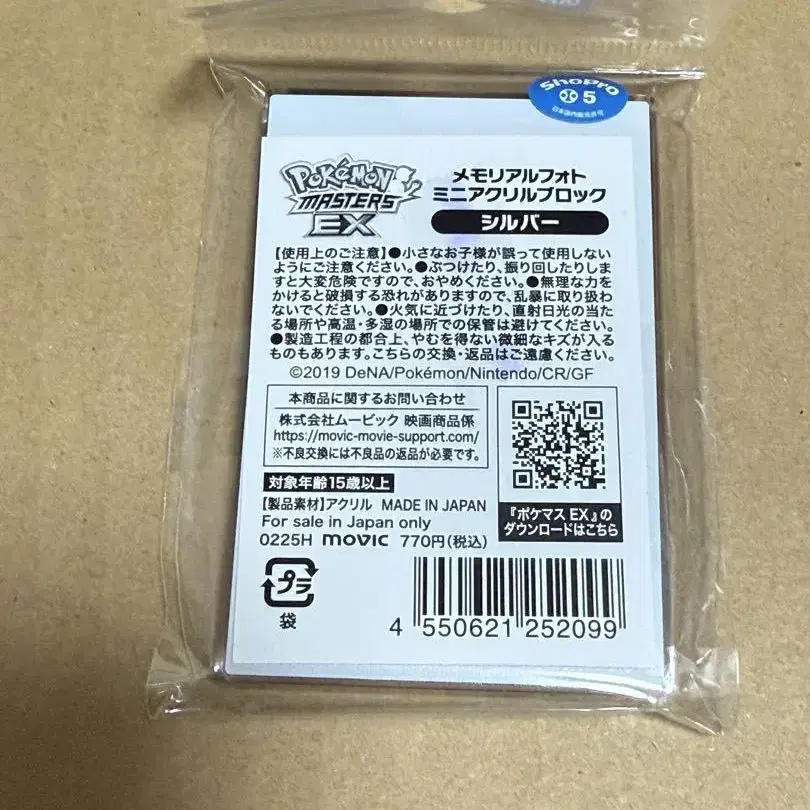 ShoPro
5
日本国内販売許可
POKéMON
MASTERS
EX
メモリアルフォト
ミニアクリルブロック
シルバー
【使用上のご注意】●小さなお子様が誤って使用しない
ようにご注意ください。●ぶつけたり、振り回したりしま
すと大変危険ですので、おやめください。●無理な力を
かけると破損する恐れがありますので、乱暴に取り扱わ
ないでください。●火気に近づけたり、直射日光の当た
る場所や高温・多湿の場所での保管は避けてください。
●製造工程の都合上、やむを得ない微細なキズが入る
ものもあります。こちらの交換・返品はご遠慮ください。
©2019 DeNA/Pokémon/Nintendo/CR/GF
本商品に関するお問い合わせ
株式会社ムービック 映画商品係
https://movic-movie-support.com/
※不良交換には不良品の返品が必要です。
対象年齢15歳以上
【製品素材】アクリル MADE IN JAPAN
For sale in Japan only
0225H movic 770円(税込)
『ポケマス EX』の
ダウンロードはこちら
プラ
袋
4 550621 252099